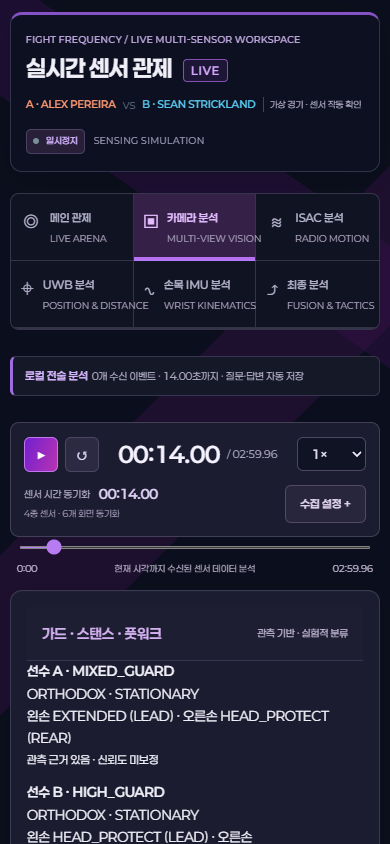 FIGHT FREQUENCY / LIVE MULTI-SENSOR WORKSPACE
실시간 센서 관제 LIVE
A · ALEX PEREIRA VS B · SEAN STRICKLAND 가상 경기 · 센서 작동 확인
일시정지 SENSING SIMULATION
메인 관제
LIVE ARENA
카메라 분석
MULTI-VIEW VISION
ISAC 분석
RADIO MOTION
UWB 분석
POSITION & DISTANCE
손목 IMU 분석
WRIST KINEMATICS
최종 분석
FUSION & TACTICS
로컬 전술 분석 0개 수신 이벤트 · 14.00초까지 · 질문·답변 자동 저장
00:14.00 / 02:59.96 1×
센서 시간 동기화 00:14.00
4종 센서 · 6개 화면 동기화
수집 설정 +
0:00 현재 시각까지 수신된 센서 데이터 분석 02:59.96
가드 · 스탠스 · 풋워크 관측 기반 · 실험적 분류
선수 A · MIXED_GUARD
ORTHODOX · STATIONARY
왼손 EXTENDED (LEAD) · 오른손 HEAD_PROTECT
(REAR)
관측 근거 있음 · 신뢰도 미보정
선수 B · HIGH_GUARD
ORTHODOX · STATIONARY
왼손 HEAD_PROTECT (LEAD) · 오른손